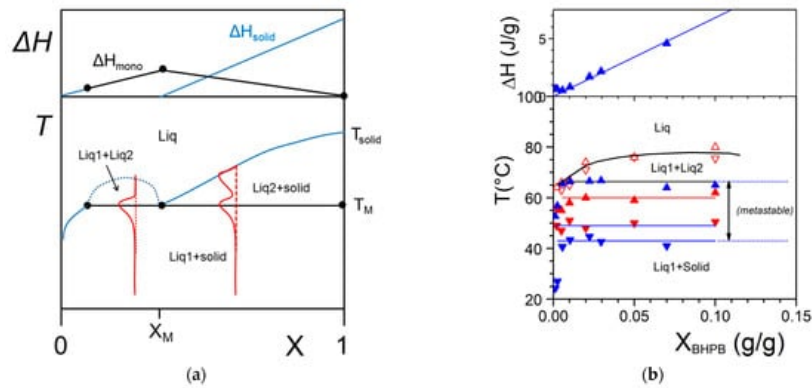 ΔH
ΔH_mono
ΔH_solid
T
Liq
T_solid
Liq1+Liq2
Liq2+solid
T_M
Liq1+solid
0
X_M
X
1
(a)
ΔH (J/g)
5
0
100
80
60
40
20
T(°C)
Liq
Liq1+Liq2
(metastable)
Liq1+Solid
0.00
0.05
0.10
0.15
X_BHPB (g/g)
(b)